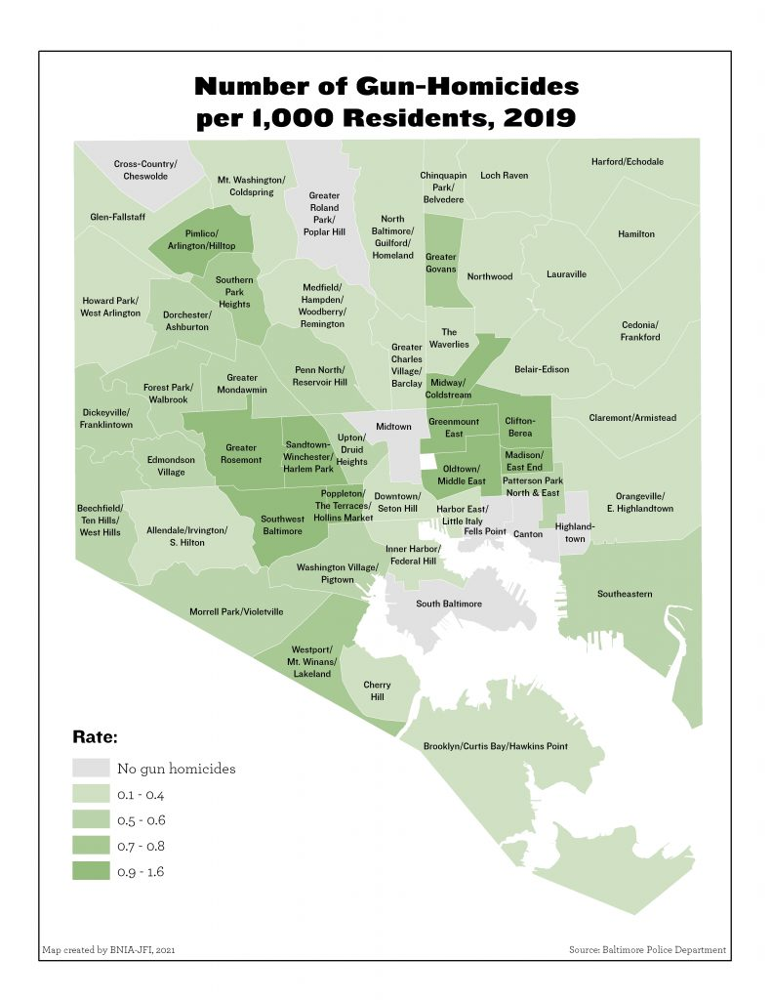 Number of Gun-Homicides
per 1,000 Residents, 2019
Cross-Country/
Cheswolde
Mt. Washington/
Coldspring
Greater
Roland
Park/
Poplar Hill
Chinquapin
Park/
Belvedere
Loch Raven
Harford/Echodale
Glen-Fallstaff
Pimlico/
Arlington/Hilltop
North
Baltimore/
Guilford/
Homeland
Greater
Govans
Hamilton
Northwood
Lauraville
Southern
Park
Heights
Medfield/
Hampden/
Woodberry/
Remington
Howard Park/
West Arlington
Dorchester/
Ashburton
The
Waverlies
Cedonia/
Frankford
Greater
Charles
Village/
Barclay
Belair-Edison
Penn North/
Reservoir Hill
Greater
Mondawmin
Forest Park/
Walbrook
Midway/
Coldstream
Dickeyville/
Franklintown
Midtown
Greenmount
East
Clifton-
Berea
Claremont/Armistead
Upton/
Druid
Heights
Sandtown-
Winchester/
Harlem Park
Greater
Rosemont
Edmondson
Village
Madison/
East End
Oldtown/
Middle East
Patterson Park
North & East
Poppleton/
The Terraces/
Hollins Market
Downtown/
Seton Hill
Orangeville/
E. Highlandtown
Beechfield/
Ten Hills/
West Hills
Harbor East/
Little Italy
Southwest
Baltimore
Allendale/Irvington/
S. Hilton
Fells Point
Canton
Highland-
town
Inner Harbor/
Federal Hill
Washington Village/
Pigtown
Southeastern
South Baltimore
Morrell Park/Violetville
Westport/
Mt. Winans/
Lakeland
Cherry
Hill
Brooklyn/Curtis Bay/Hawkins Point
Rate:
No gun homicides
0.1 - 0.4
0.5 - 0.6
0.7 - 0.8
0.9 - 1.6
Map created by BNIA-JFI, 2021
Source: Baltimore Police Department